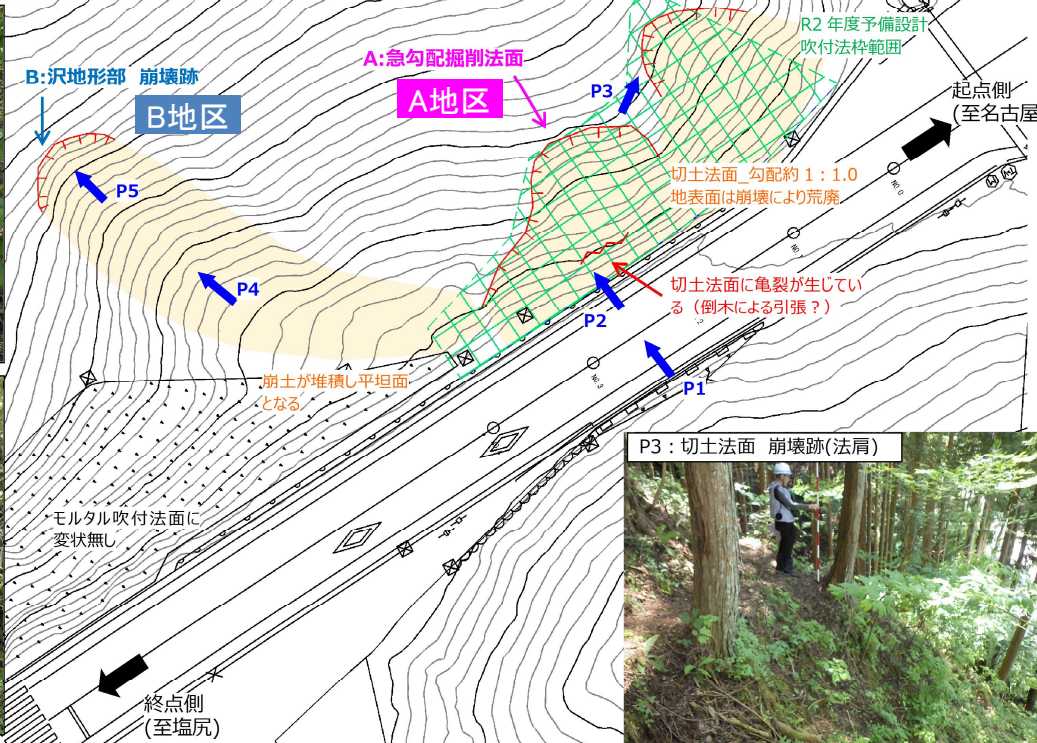 R2 年度予備設計
吹付法枠範囲
A:急勾配掘削法面
A地区
B:沢地形部 崩壊跡
B地区
起点側
(至名古屋
P3
P5
切土法面_勾配約 1：1.0
地表面は崩壊により荒廃
NO.0
切土法面に亀裂が生じてい
る（倒木による引張？）
P4
P2
P1
NO.3
崩土が堆積し平坦面
となる
P3：切土法面 崩壊跡(法肩)
モルタル吹付法面に
変状無し
終点側
(至塩尻)